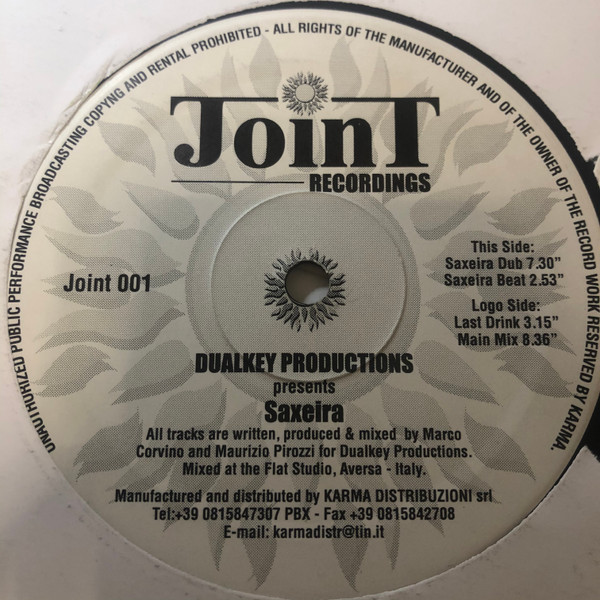 UNAUTHORIZED PUBLIC PERFORMANCE BROADCASTING COPYNG AND RENTAL PROHIBITED - ALL RIGHTS OF THE MANUFACTURER AND OF THE OWNER OF THE RECORD WORK RESERVED BY KARMA.
JoinT
RECORDINGS
Joint 001
This Side:
Saxeira Dub 7.30”
Saxeira Beat 2.53”
Logo Side:
Last Drink 3.15”
Main Mix 8.36”
DUALKEY PRODUCTIONS
presents
Saxeira
All tracks are written, produced & mixed by Marco
Corvino and Maurizio Pirozzi for Dualkey Productions.
Mixed at the Flat Studio, Aversa - Italy.
Manufactured and distributed by KARMA DISTRIBUZIONI srl
Tel:+39 0815847307 PBX - Fax +39 0815842708
E-mail: karmadistr@tin.it